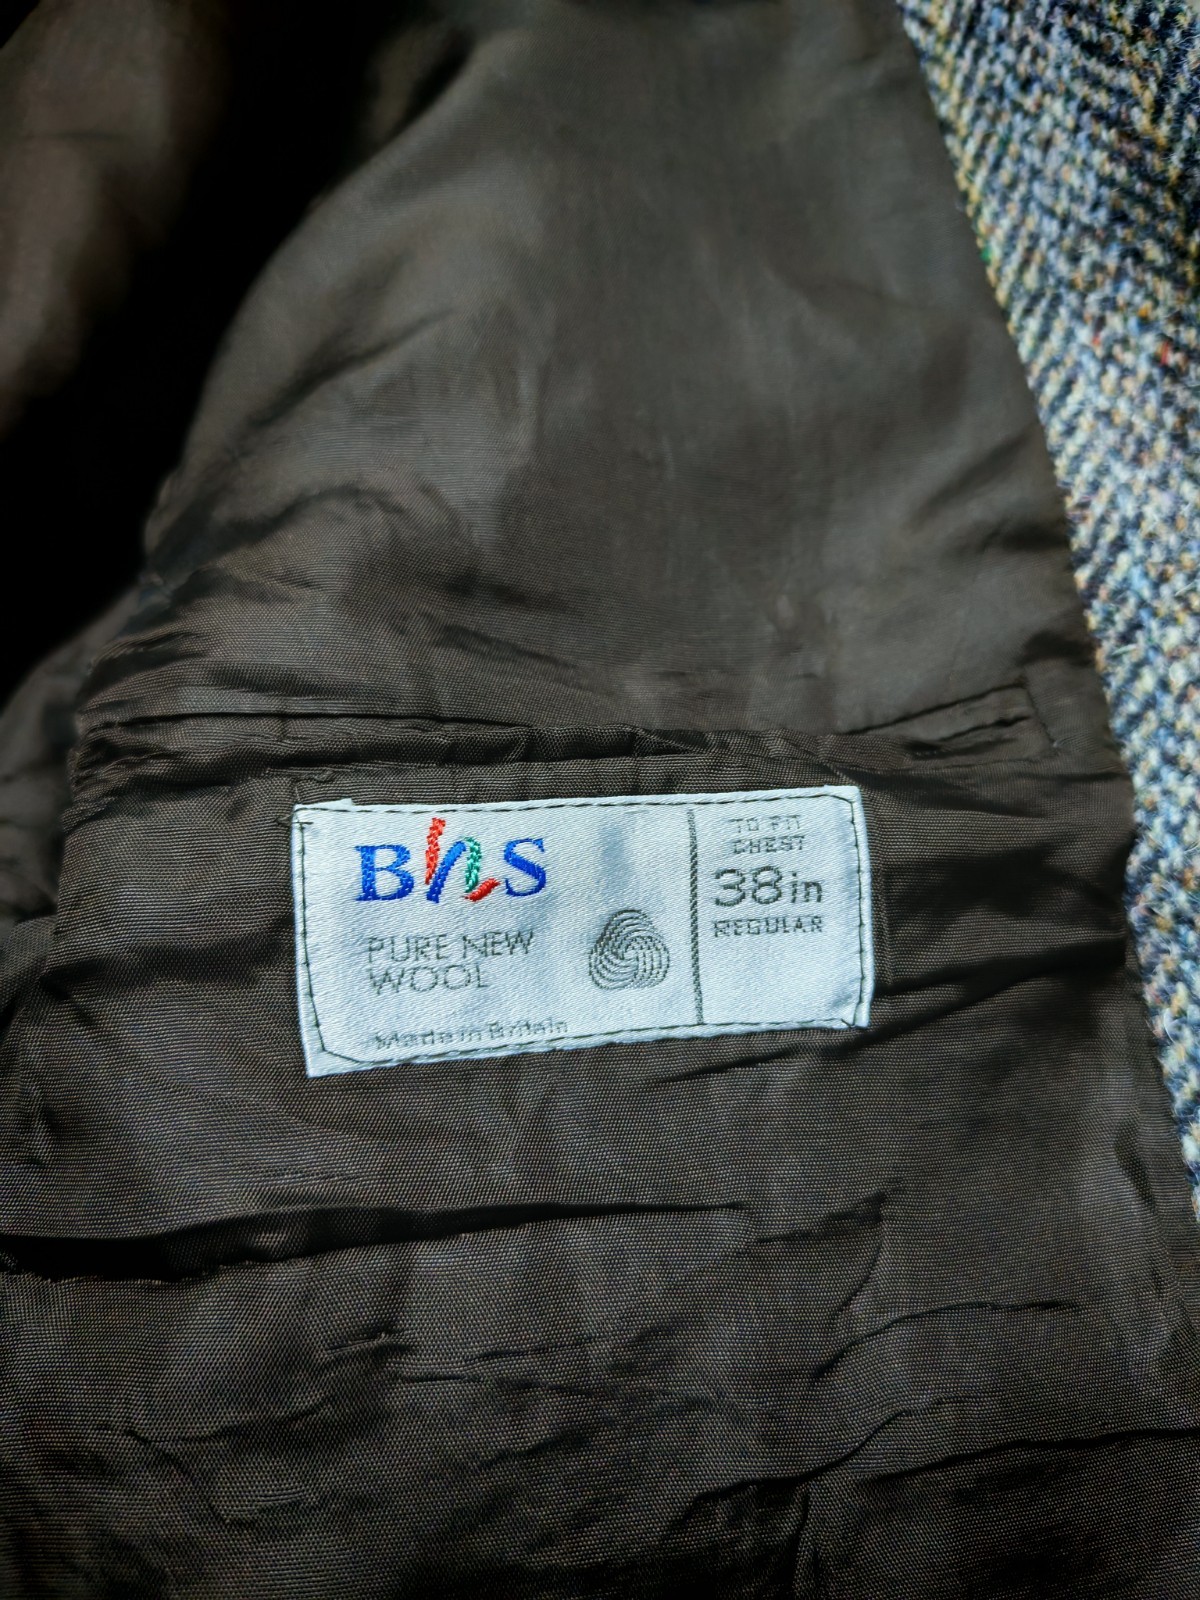 BhS
PURE NEW
WOOL
Made in Britain
TO FIT
CHEST
38in
REGULAR